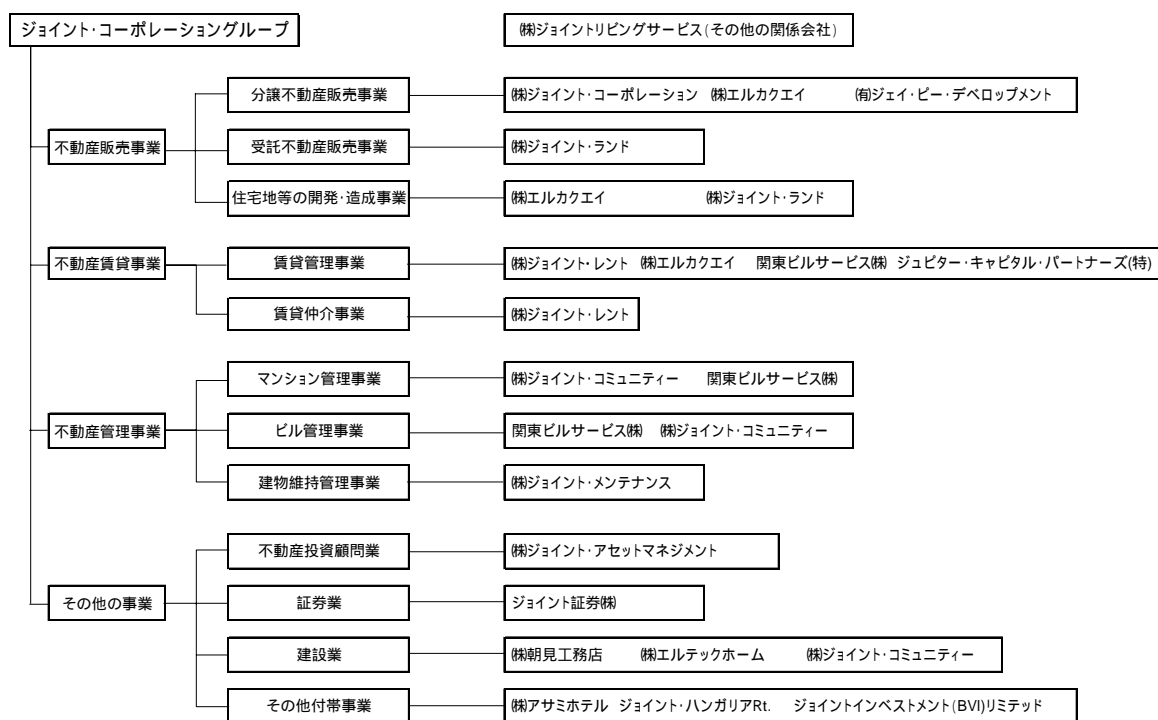 ジョイント・コーポレーショングループ ㈱ジョイントリビングサービス(その他の関係会社)
分譲不動産販売事業 ㈱ジョイント・コーポレーション ㈱エルカクエイ ㈲ジェイ・ピー・デベロップメント
不動産販売事業 受託不動産販売事業 ㈱ジョイント・ランド
住宅地等の開発・造成事業 ㈱エルカクエイ ㈱ジョイント・ランド
不動産賃貸事業 賃貸管理事業 ㈱ジョイント・レント ㈱エルカクエイ 関東ビルサービス㈱ ジュピター・キャピタル・パートナーズ(特)
賃貸仲介事業 ㈱ジョイント・レント
マンション管理事業 ㈱ジョイント・コミュニティー 関東ビルサービス㈱
不動産管理事業 ビル管理事業 関東ビルサービス㈱ ㈱ジョイント・コミュニティー
建物維持管理事業 ㈱ジョイント・メンテナンス
不動産投資顧問業 ㈱ジョイント・アセットマネジメント
その他の事業 証券業 ジョイント証券㈱
建設業 ㈱朝見工務店 ㈱エルテックホーム ㈱ジョイント・コミュニティー
その他付帯事業 ㈱アサミホテル ジョイント・ハンガリアRt. ジョイントインベストメント(BVI)リミテッド